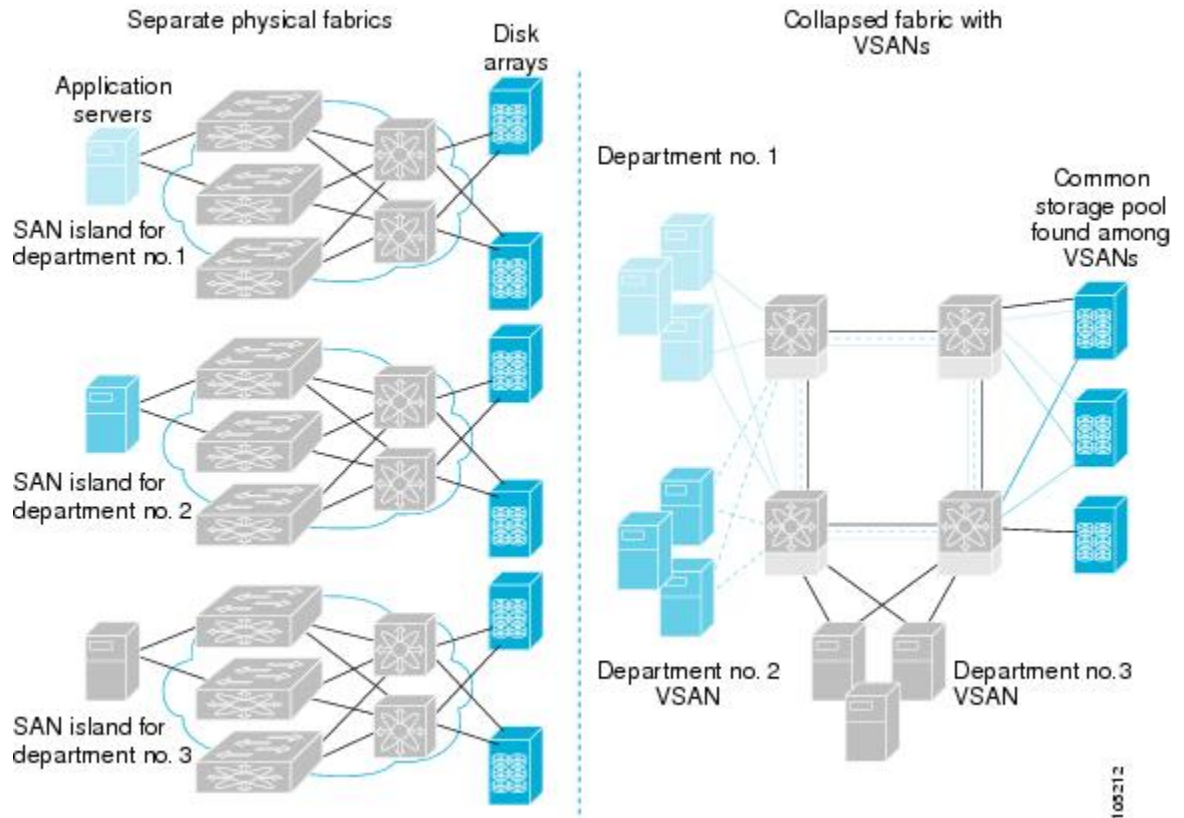 Separate physical fabrics
Disk
arrays
Application
servers
SAN island for
department no.1
SAN island for
department no. 2
SAN island for
department no. 3
Collapsed fabric with
VSANs
Department no. 1
Common
storage pool
found among
VSANs
Department no. 2
VSAN
Department no.3
VSAN
105212